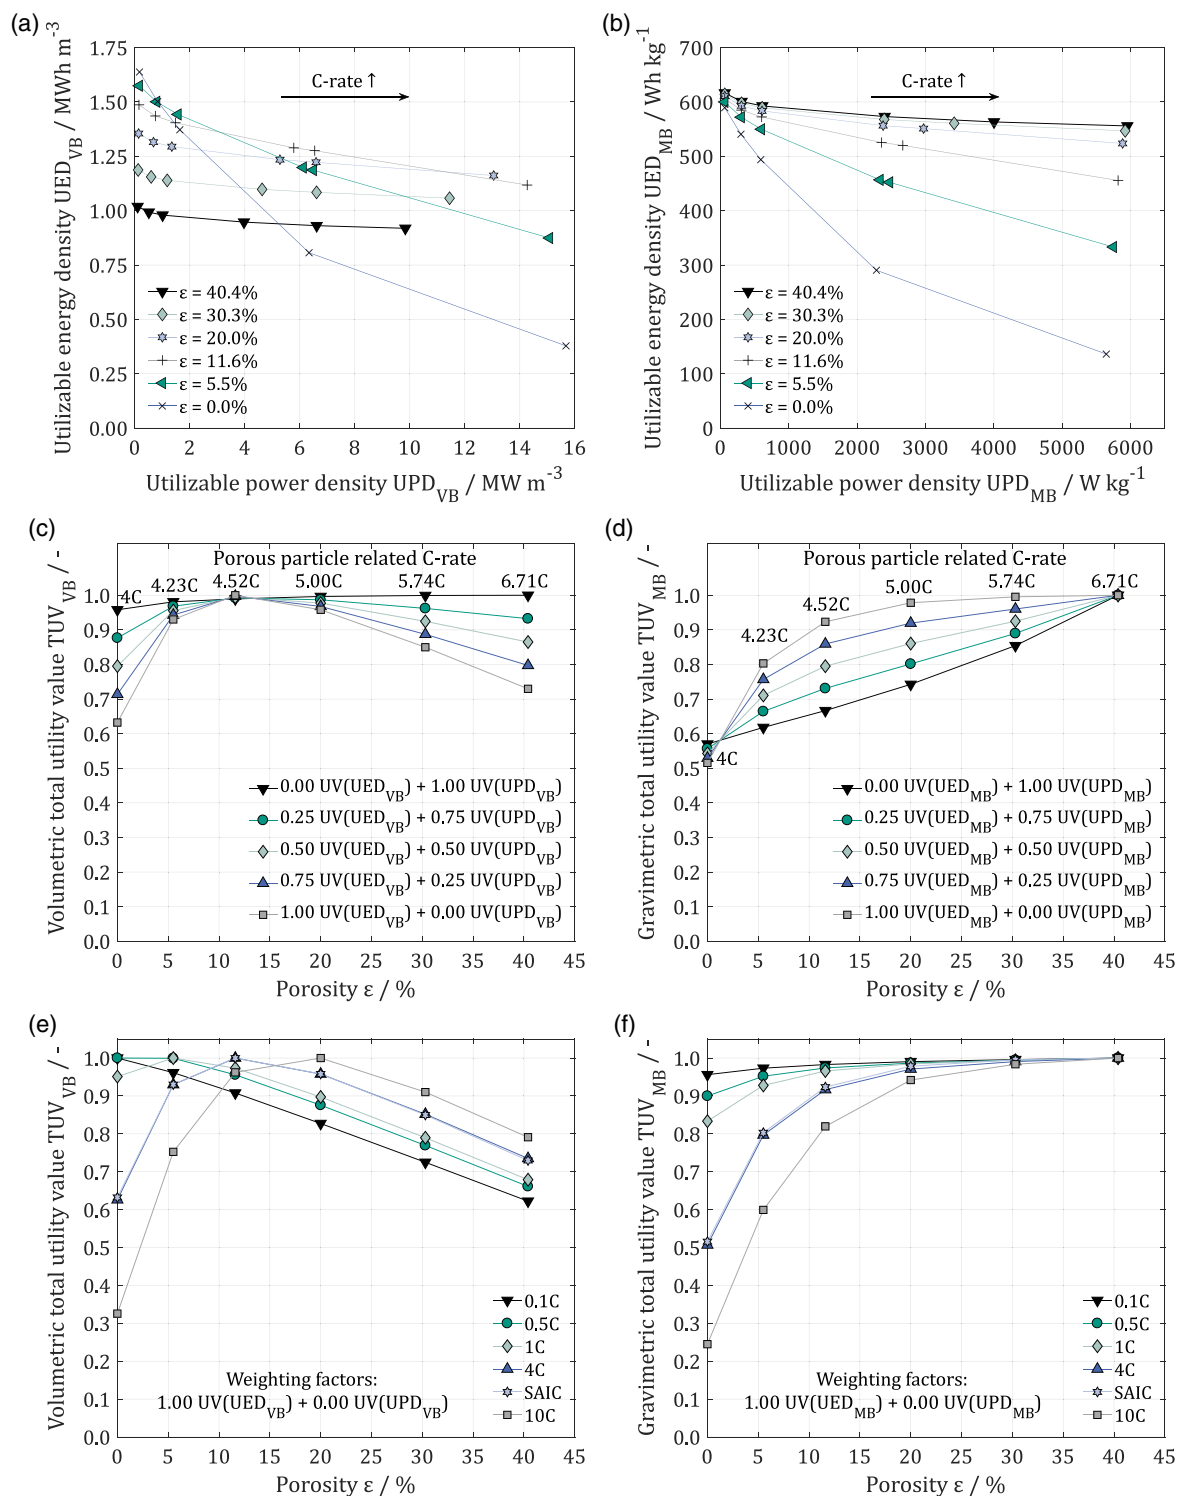 (a)
Utilizable energy density UED_VB / MWh m^-3
1.75
1.50
1.25
1.00
0.75
0.50
0.25
0.00
C-rate ↑
ε = 40.4%
ε = 30.3%
ε = 20.0%
ε = 11.6%
ε = 5.5%
ε = 0.0%
0 2 4 6 8 10 12 14 16
Utilizable power density UPD_VB / MW m^-3
(b)
Utilizable energy density UED_MB / Wh kg^-1
700
600
500
400
300
200
100
0
C-rate ↑
ε = 40.4%
ε = 30.3%
ε = 20.0%
ε = 11.6%
ε = 5.5%
ε = 0.0%
0 1000 2000 3000 4000 5000 6000
Utilizable power density UPD_MB / W kg^-1
(c)
Volumetric total utility value TUV_VB / -
Porous particle related C-rate
4C 4.23C 4.52C 5.00C 5.74C 6.71C
1.0
0.9
0.8
0.7
0.6
0.5
0.4
0.3
0.2
0.1
0.0
0.00 UV(UED_VB) + 1.00 UV(UPD_VB)
0.25 UV(UED_VB) + 0.75 UV(UPD_VB)
0.50 UV(UED_VB) + 0.50 UV(UPD_VB)
0.75 UV(UED_VB) + 0.25 UV(UPD_VB)
1.00 UV(UED_VB) + 0.00 UV(UPD_VB)
0 5 10 15 20 25 30 35 40 45
Porosity ε / %
(d)
Gravimetric total utility value TUV_MB / -
Porous particle related C-rate
4C 4.23C 4.52C 5.00C 5.74C 6.71C
1.0
0.9
0.8
0.7
0.6
0.5
0.4
0.3
0.2
0.1
0.0
0.00 UV(UED_MB) + 1.00 UV(UPD_MB)
0.25 UV(UED_MB) + 0.75 UV(UPD_MB)
0.50 UV(UED_MB) + 0.50 UV(UPD_MB)
0.75 UV(UED_MB) + 0.25 UV(UPD_MB)
1.00 UV(UED_MB) + 0.00 UV(UPD_MB)
0 5 10 15 20 25 30 35 40 45
Porosity ε / %
(e)
Volumetric total utility value TUV_VB / -
1.0
0.9
0.8
0.7
0.6
0.5
0.4
0.3
0.2
0.1
0.0
0.1C
0.5C
1C
4C
SAIC
10C
Weighting factors:
1.00 UV(UED_VB) + 0.00 UV(UPD_VB)
0 5 10 15 20 25 30 35 40 45
Porosity ε / %
(f)
Gravimetric total utility value TUV_MB / -
1.0
0.9
0.8
0.7
0.6
0.5
0.4
0.3
0.2
0.1
0.0
0.1C
0.5C
1C
4C
SAIC
10C
Weighting factors:
1.00 UV(UED_MB) + 0.00 UV(UPD_MB)
0 5 10 15 20 25 30 35 40 45
Porosity ε / %